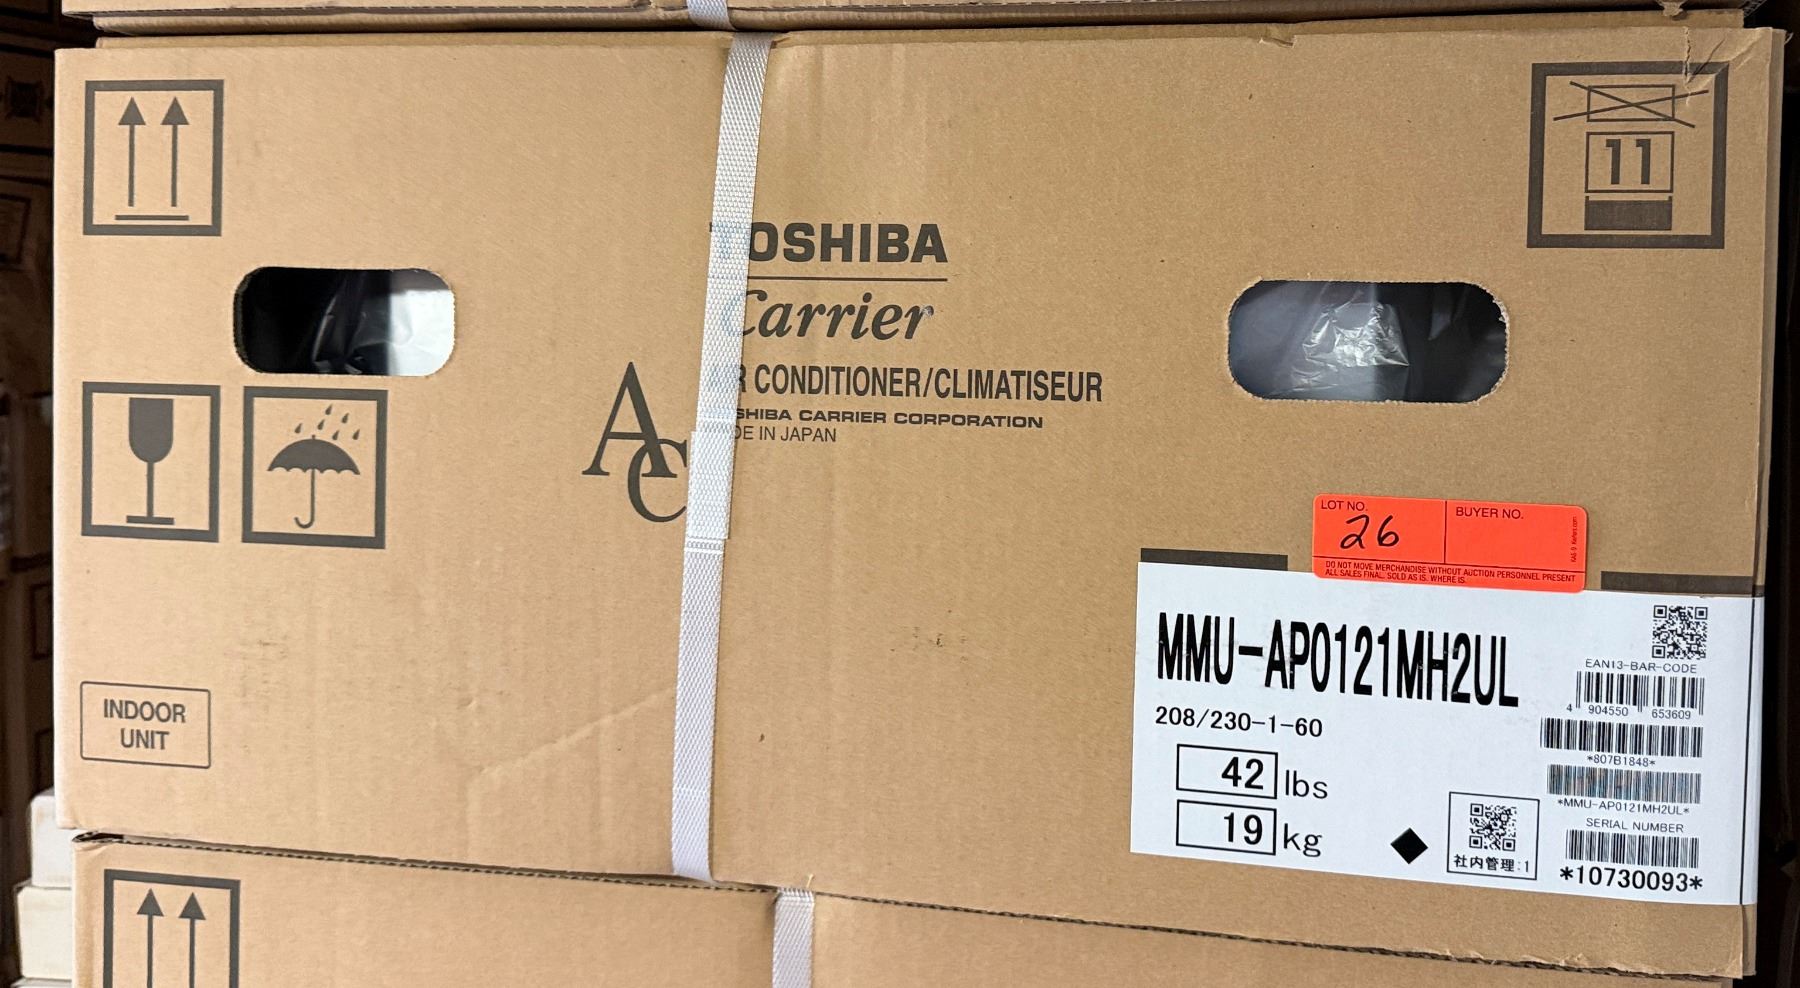 11
TOSHIBA
Carrier
AC
CONDITIONER/CLIMATISEUR
CARRIER CORPORATION
IN JAPAN
INDOOR
UNIT
LOT NO.
26
BUYER NO.
DO NOT MOVE MERCHANDISE WITHOUT AUCTION PERSONNEL PRESENT
ALL SALES FINAL. SOLD AS IS. WHERE IS.
MMU-AP0121MH2UL
208/230-1-60
42 lbs
19 kg
社内管理:1
EAN13-BAR-CODE
4 904550 653609
*807B1848*
*MMU-AP0121MH2UL*
SERIAL NUMBER
*10730093*